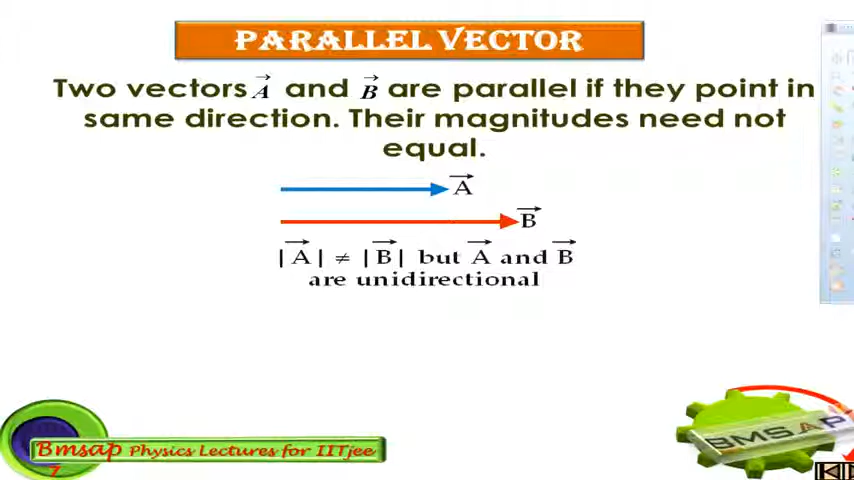 PARALLEL VECTOR
Two vectors A⃗ and B⃗ are parallel if they point in
same direction. Their magnitudes need not
equal.
A⃗
B⃗
|A⃗| ≠ |B⃗| but A⃗ and B⃗
are unidirectional
Bmsap Physics Lectures for IITjee
7
BMSAP